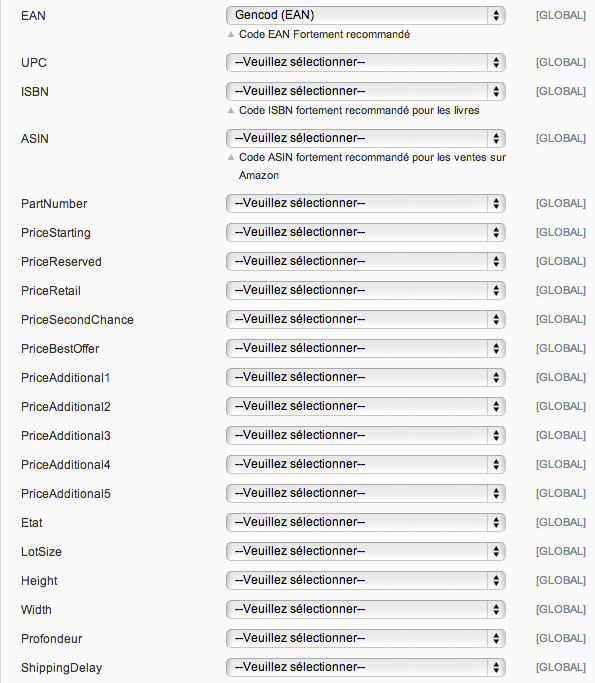 EAN Gencod (EAN) [GLOBAL]
Code EAN Fortement recommandé
UPC --Veuillez sélectionner-- [GLOBAL]
ISBN --Veuillez sélectionner-- [GLOBAL]
Code ISBN fortement recommandé pour les livres
ASIN --Veuillez sélectionner-- [GLOBAL]
Code ASIN fortement recommandé pour les ventes sur
Amazon
PartNumber --Veuillez sélectionner-- [GLOBAL]
PriceStarting --Veuillez sélectionner-- [GLOBAL]
PriceReserved --Veuillez sélectionner-- [GLOBAL]
PriceRetail --Veuillez sélectionner-- [GLOBAL]
PriceSecondChance --Veuillez sélectionner-- [GLOBAL]
PriceBestOffer --Veuillez sélectionner-- [GLOBAL]
PriceAdditional1 --Veuillez sélectionner-- [GLOBAL]
PriceAdditional2 --Veuillez sélectionner-- [GLOBAL]
PriceAdditional3 --Veuillez sélectionner-- [GLOBAL]
PriceAdditional4 --Veuillez sélectionner-- [GLOBAL]
PriceAdditional5 --Veuillez sélectionner-- [GLOBAL]
Etat --Veuillez sélectionner-- [GLOBAL]
LotSize --Veuillez sélectionner-- [GLOBAL]
Height --Veuillez sélectionner-- [GLOBAL]
Width --Veuillez sélectionner-- [GLOBAL]
Profondeur --Veuillez sélectionner-- [GLOBAL]
ShippingDelay --Veuillez sélectionner-- [GLOBAL]